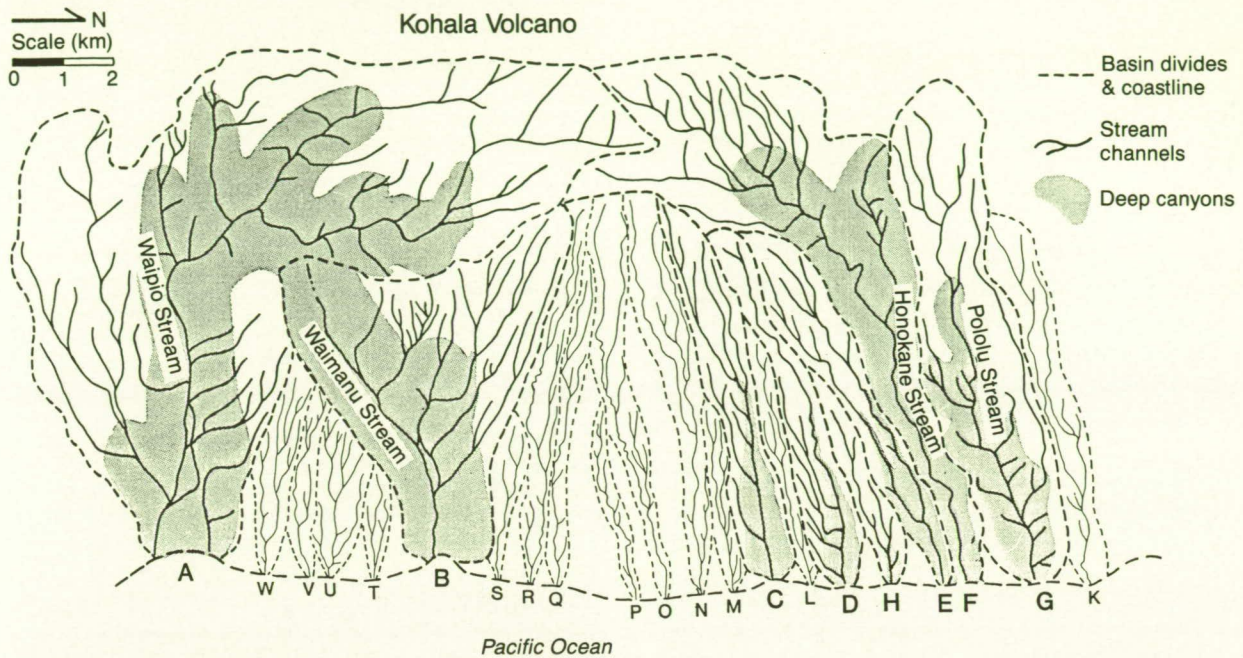 N
Scale (km)
0 1 2
Kohala Volcano
Basin divides
& coastline
Stream
channels
Deep canyons
Waipio Stream
Waimanu Stream
Honokane Stream
Pololu Stream
A
W
V
U
T
B
S
R
Q
P
O
N
M
C
L
D
H
E
F
G
K
Pacific Ocean